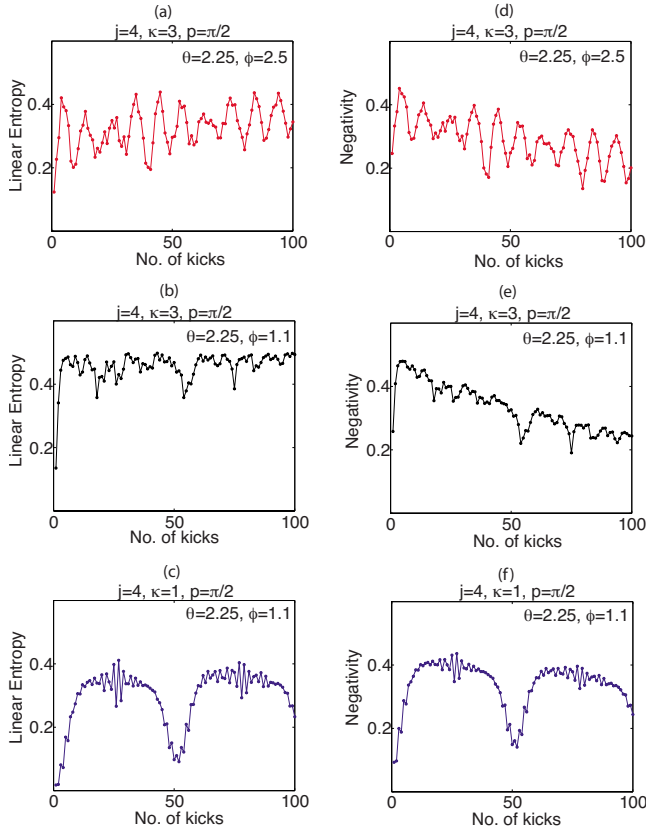 (a)
j=4, κ=3, p=π/2
θ=2.25, ϕ=2.5
Linear Entropy
0.4
0.2
0
50
100
No. of kicks
(d)
j=4, κ=3, p=π/2
θ=2.25, ϕ=2.5
Negativity
0.4
0.2
0
50
100
No. of kicks
(b)
j=4, κ=3, p=π/2
θ=2.25, ϕ=1.1
Linear Entropy
0.4
0.2
0
50
100
No. of kicks
(e)
j=4, κ=3, p=π/2
θ=2.25, ϕ=1.1
Negativity
0.4
0.2
0
50
100
No. of kicks
(c)
j=4, κ=1, p=π/2
θ=2.25, ϕ=1.1
Linear Entropy
0.4
0.2
0
50
100
No. of kicks
(f)
j=4, κ=1, p=π/2
θ=2.25, ϕ=1.1
Negativity
0.4
0.2
0
50
100
No. of kicks